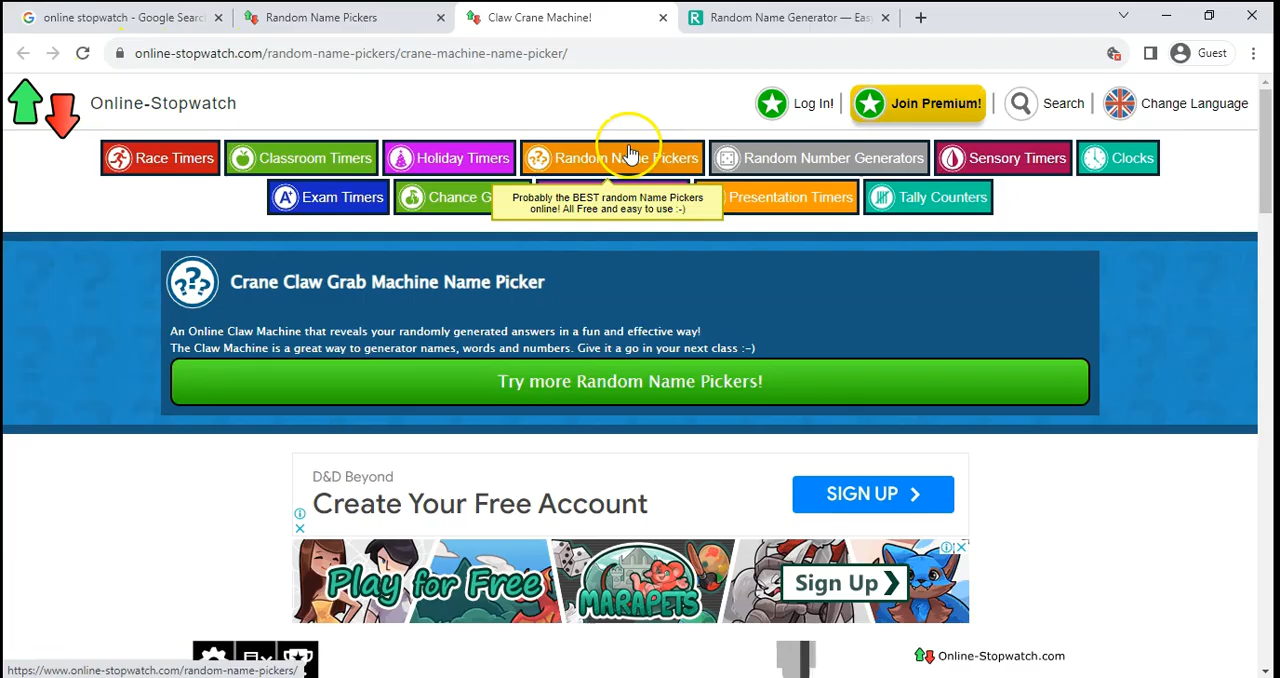 online stopwatch - Google Searc
Random Name Pickers
Claw Crane Machine!
Random Name Generator — Eas
online-stopwatch.com/random-name-pickers/crane-machine-name-picker/
Guest
Online-Stopwatch
Log In!
Join Premium!
Search
Change Language
Race Timers
Classroom Timers
Holiday Timers
Random Name Pickers
Random Number Generators
Sensory Timers
Clocks
Exam Timers
Chance G
Presentation Timers
Tally Counters
Probably the BEST random Name Pickers
online! All Free and easy to use :-)
Crane Claw Grab Machine Name Picker
An Online Claw Machine that reveals your randomly generated answers in a fun and effective way!
The Claw Machine is a great way to generator names, words and numbers. Give it a go in your next class :-)
Try more Random Name Pickers!
D&D Beyond
Create Your Free Account
SIGN UP
Play for Free
MARAPETS
Sign Up
Online-Stopwatch.com
https://www.online-stopwatch.com/random-name-pickers/